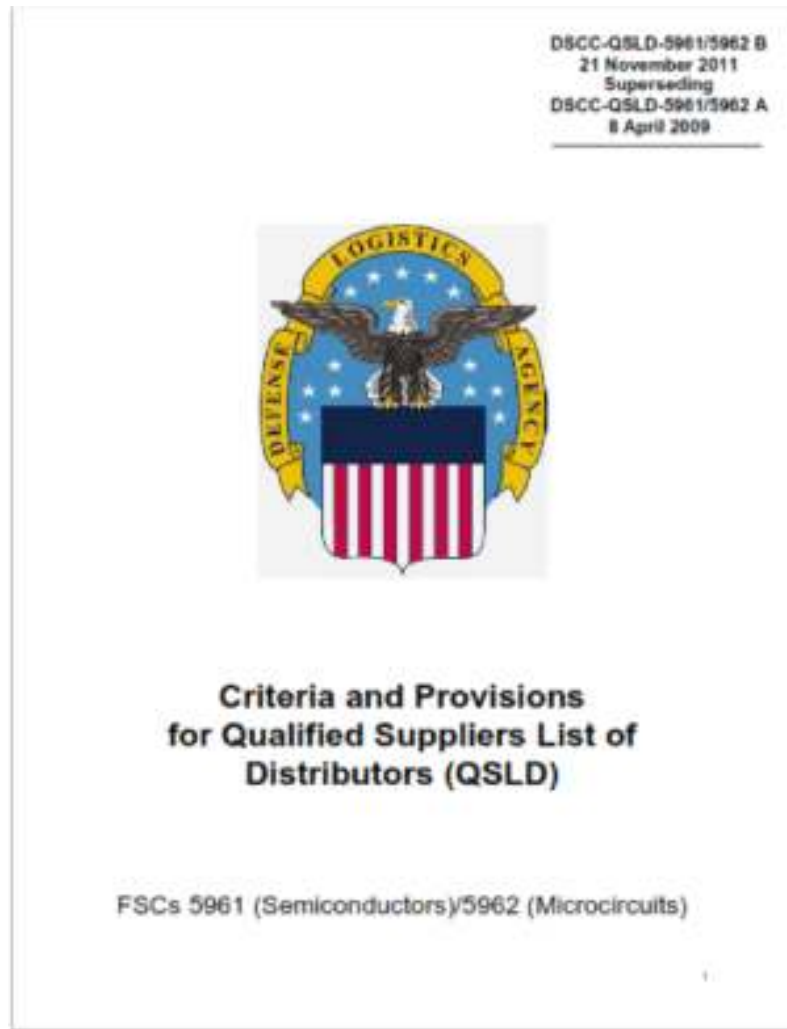 DSCC-QSLD-5961/5962 B
21 November 2011
Superseding
DSCC-QSLD-5961/5962 A
8 April 2009
LOGISTICS
DEFENSE
AGENCY
Criteria and Provisions
for Qualified Suppliers List of
Distributors (QSLD)
FSCs 5961 (Semiconductors)/5962 (Microcircuits)